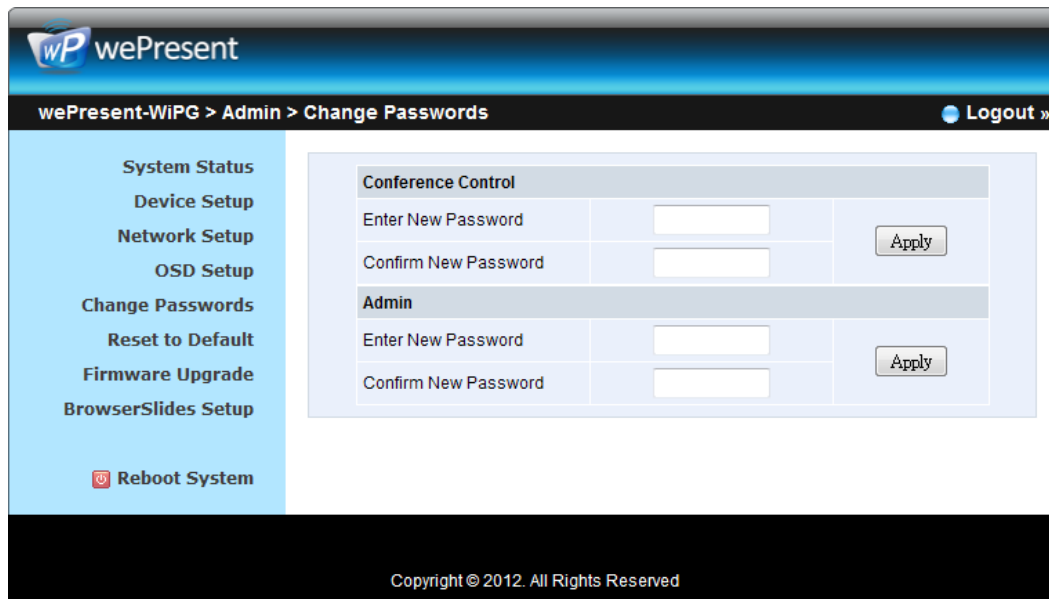 wP wePresent
wePresent-WiPG > Admin > Change Passwords
Logout »
System Status
Device Setup
Network Setup
OSD Setup
Change Passwords
Reset to Default
Firmware Upgrade
BrowserSlides Setup
Reboot System
Conference Control
Enter New Password
Confirm New Password
Apply
Admin
Enter New Password
Confirm New Password
Apply
Copyright © 2012. All Rights Reserved